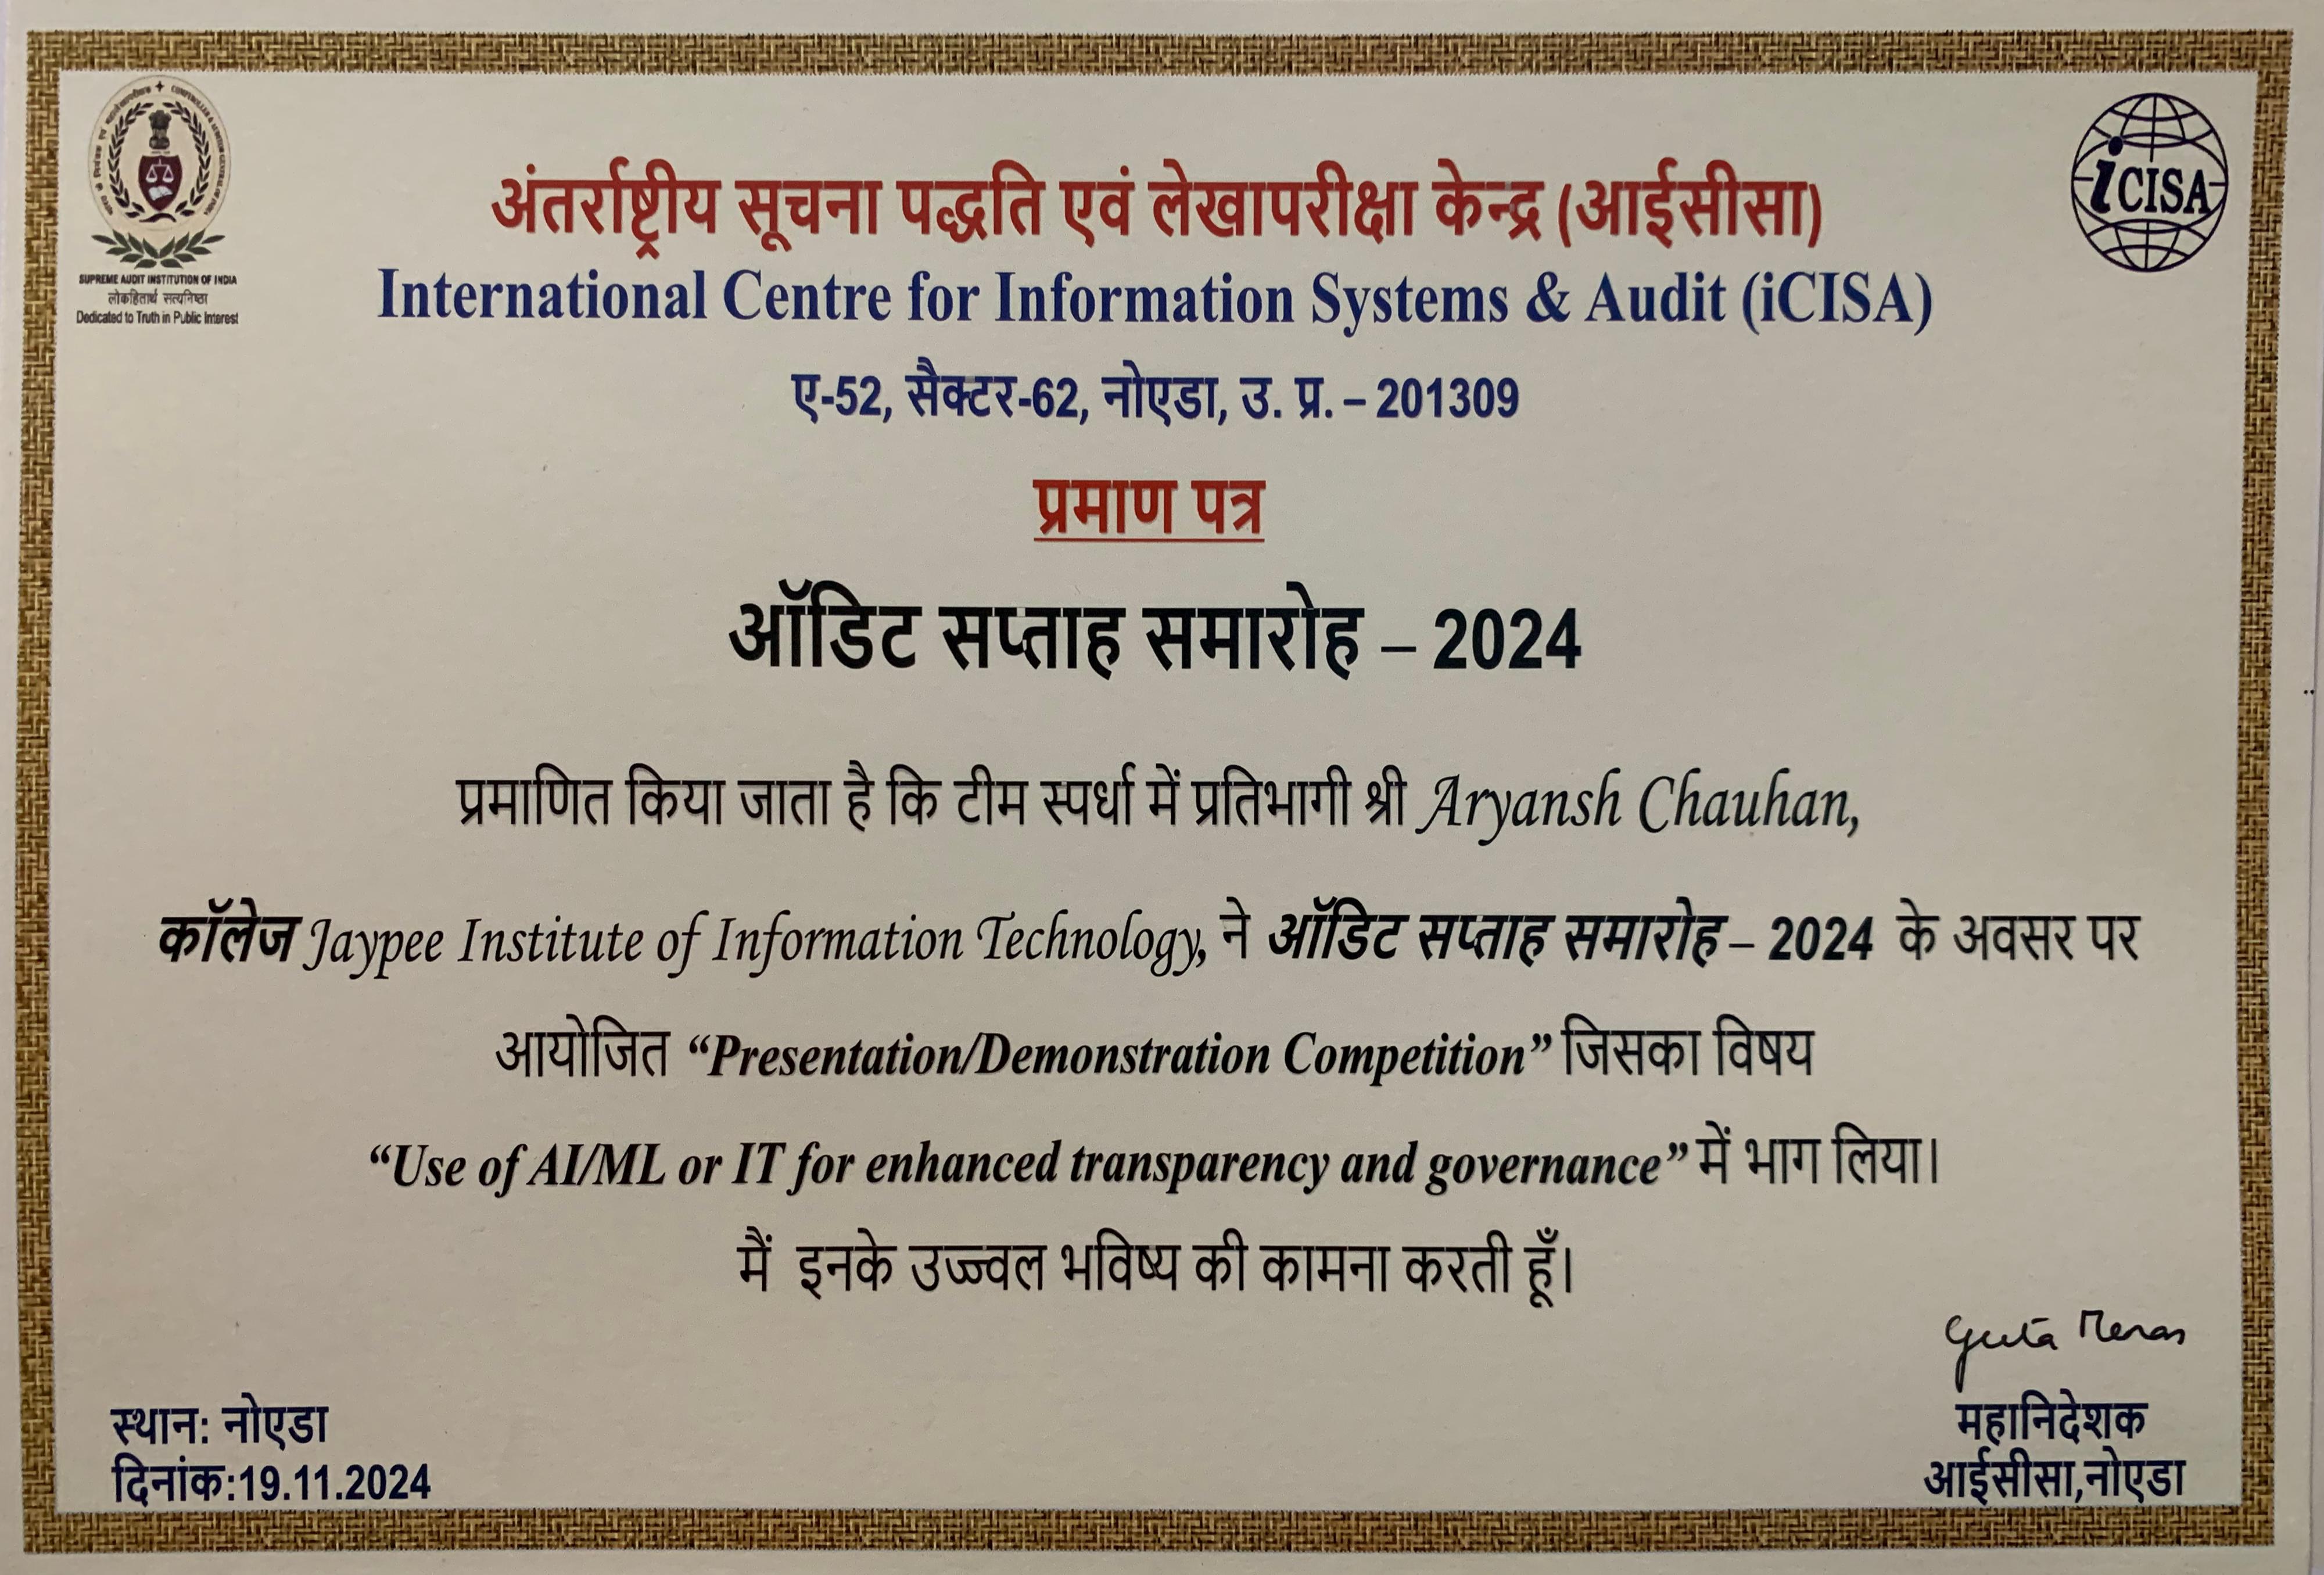 SUPREME AUDIT INSTITUTION OF INDIA
लोकहितार्थ सत्यनिष्ठा
Dedicated to Truth in Public Interest
iCISA
अंतर्राष्ट्रीय सूचना पद्धति एवं लेखापरीक्षा केन्द्र (आईसीसा)
International Centre for Information Systems & Audit (iCISA)
ए-52, सैक्टर-62, नोएडा, उ. प्र. – 201309
प्रमाण पत्र
ऑडिट सप्ताह समारोह – 2024
प्रमाणित किया जाता है कि टीम स्पर्धा में प्रतिभागी श्री Aryansh Chauhan,
कॉलेज Jaypee Institute of Information Technology, ने ऑडिट सप्ताह समारोह – 2024 के अवसर पर
आयोजित “Presentation/Demonstration Competition” जिसका विषय
“Use of AI/ML or IT for enhanced transparency and governance” में भाग लिया।
मैं इनके उज्ज्वल भविष्य की कामना करती हूँ।
स्थान: नोएडा
दिनांक:19.11.2024
महानिदेशक
आईसीसा,नोएडा